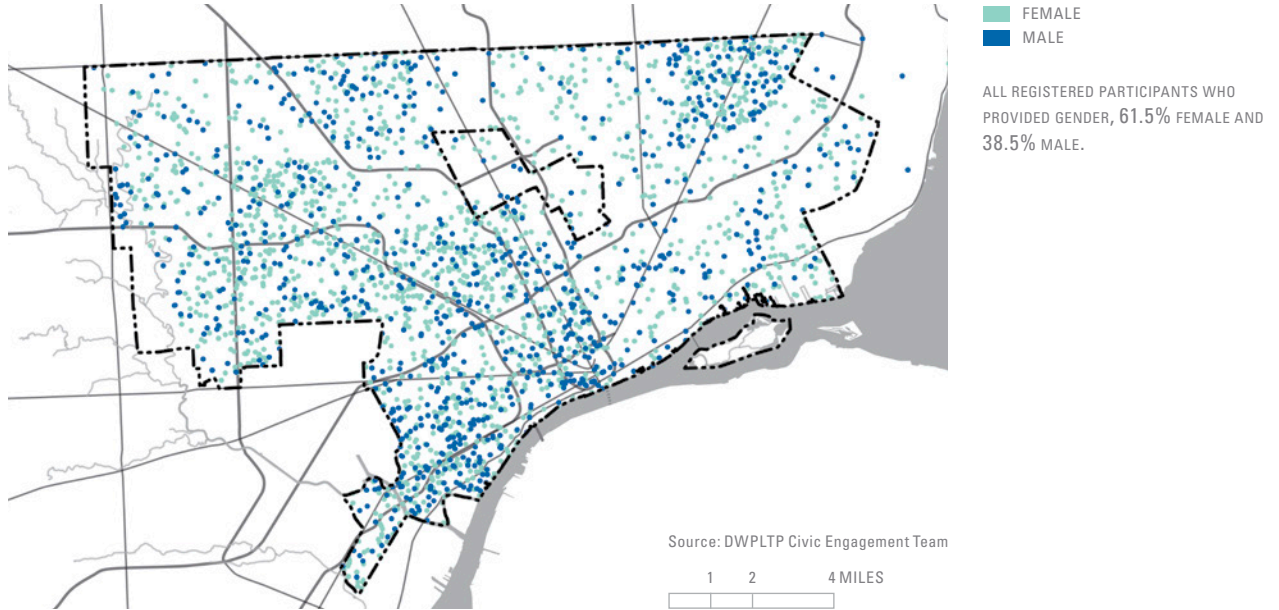 FEMALE
MALE
ALL REGISTERED PARTICIPANTS WHO
PROVIDED GENDER, 61.5% FEMALE AND
38.5% MALE.
Source: DWPLTP Civic Engagement Team
1 2 4 MILES